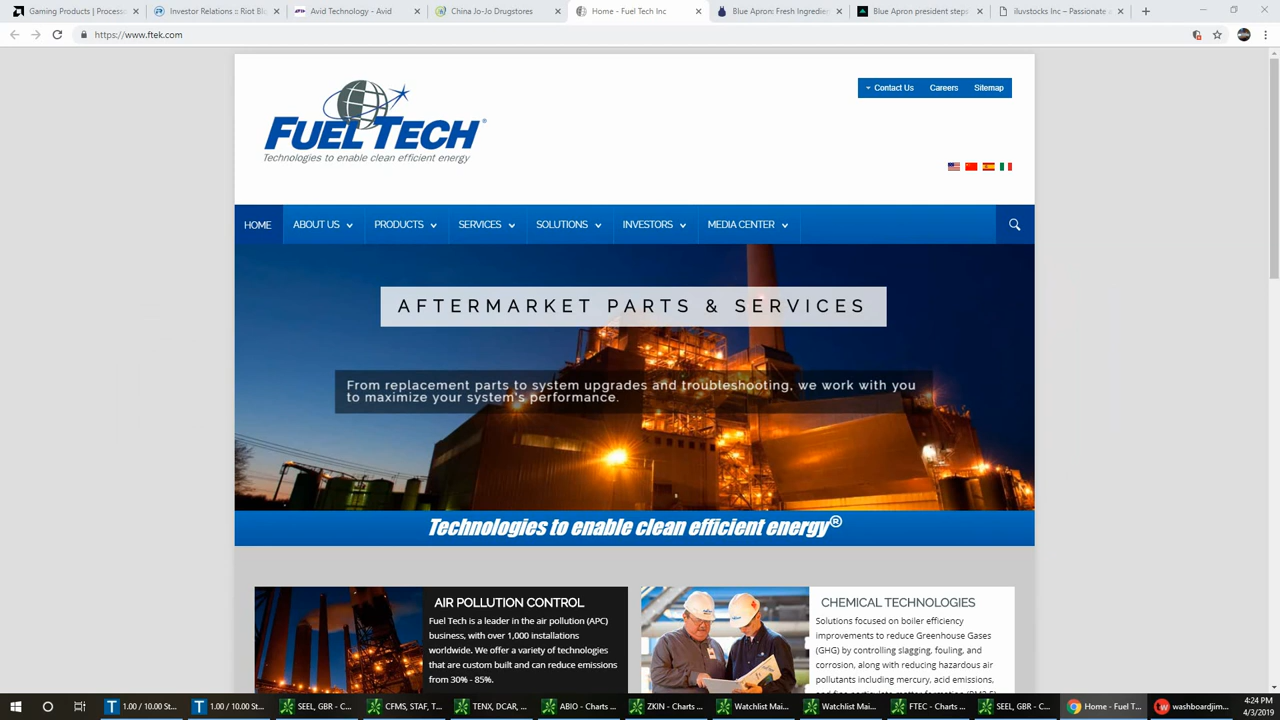 Gaming Products | Processor
Investor Relations :: Riot Blo
Avid Technology - Avid
China Jo-Jo Drugstores
Home - Fuel Tech Inc
Blue Apron: Fresh Ingredien
Blue Apron president steps
iluvstocks Inc – Passionate a
https://www.ftek.com
Contact Us Careers Sitemap
FUEL TECH®
Technologies to enable clean efficient energy
HOME ABOUT US PRODUCTS SERVICES SOLUTIONS INVESTORS MEDIA CENTER
AFTERMARKET PARTS & SERVICES
From replacement parts to system upgrades and troubleshooting, we work with you
to maximize your system's performance.
Technologies to enable clean efficient energy®
AIR POLLUTION CONTROL
Fuel Tech is a leader in the air pollution (APC)
business, with over 1,000 installations
worldwide. We offer a variety of technologies
that are custom built and can reduce emissions
from 30% - 85%.
CHEMICAL TECHNOLOGIES
Solutions focused on boiler efficiency
improvements to reduce Greenhouse Gases
(GHG) by controlling slagging, fouling, and
corrosion, along with reducing hazardous air
pollutants including mercury, acid emissions,
1.00 / 10.00 St...
1.00 / 10.00 St...
SEEL, GBR - C...
CFMS, STAF, T...
TENX, DCAR, ...
ABIO - Charts ...
ZKIN - Charts ...
Watchlist Mai...
Watchlist Mai...
FTEC - Charts ...
SEEL, GBR - C...
Home - Fuel T...
washboardjim...
4:24 PM
4/3/2019